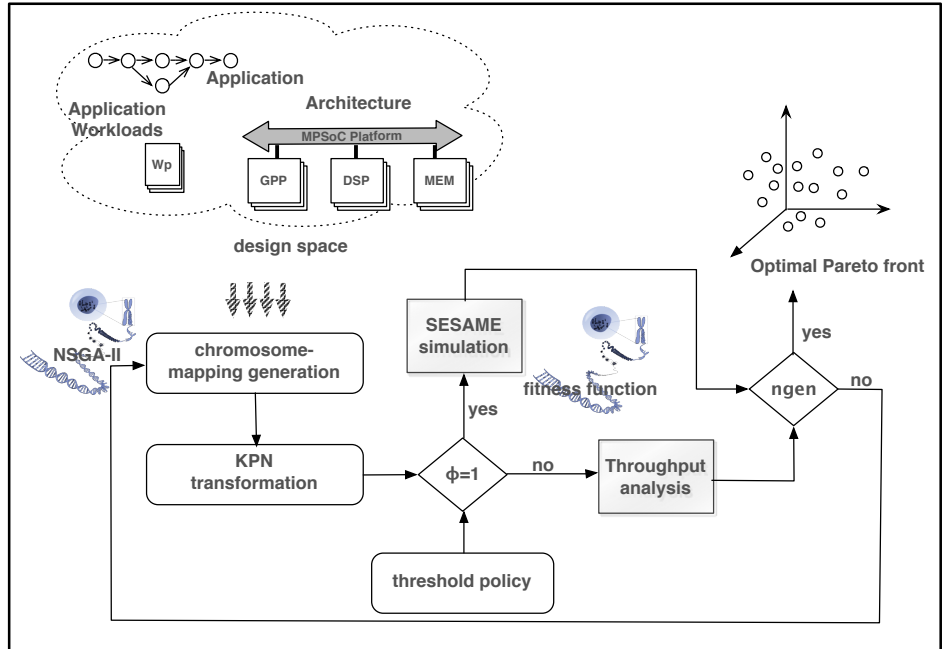 Application
Application
Workloads
Architecture
MPSoC Platform
Wp
GPP
DSP
MEM
design space
Optimal Pareto front
NSGA-II
chromosome-
mapping generation
SESAME
simulation
fitness function
yes
ngen
no
yes
KPN
transformation
ϕ=1
no
Throughput
analysis
threshold policy